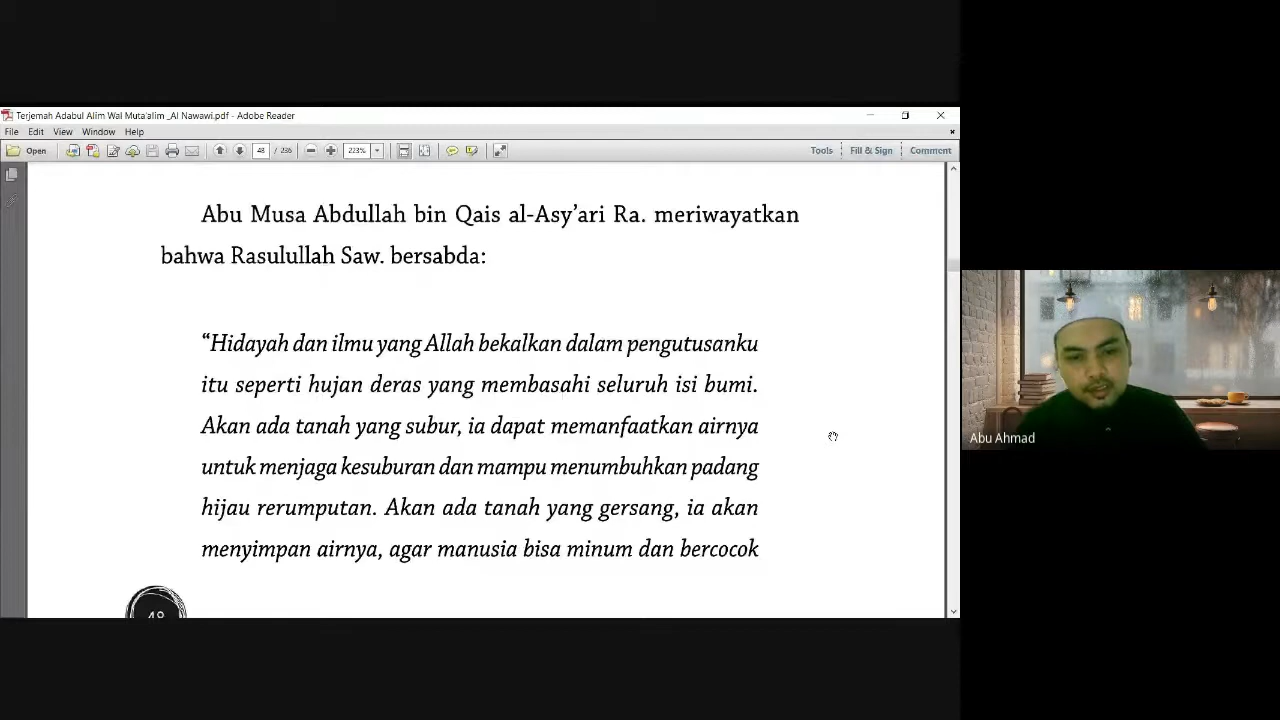 Terjemah Adabul Alim Wal Muta'alim _Al Nawawi.pdf - Adobe Reader
File Edit View Window Help
Open 48 / 236 223% Tools Fill & Sign Comment
Abu Musa Abdullah bin Qais al-Asy'ari Ra. meriwayatkan
bahwa Rasulullah Saw. bersabda:
“Hidayah dan ilmu yang Allah bekalkan dalam pengutusanku
itu seperti hujan deras yang membasahi seluruh isi bumi.
Akan ada tanah yang subur, ia dapat memanfaatkan airnya
untuk menjaga kesuburan dan mampu menumbuhkan padang
hijau rerumputan. Akan ada tanah yang gersang, ia akan
menyimpan airnya, agar manusia bisa minum dan bercocok
48
Abu Ahmad